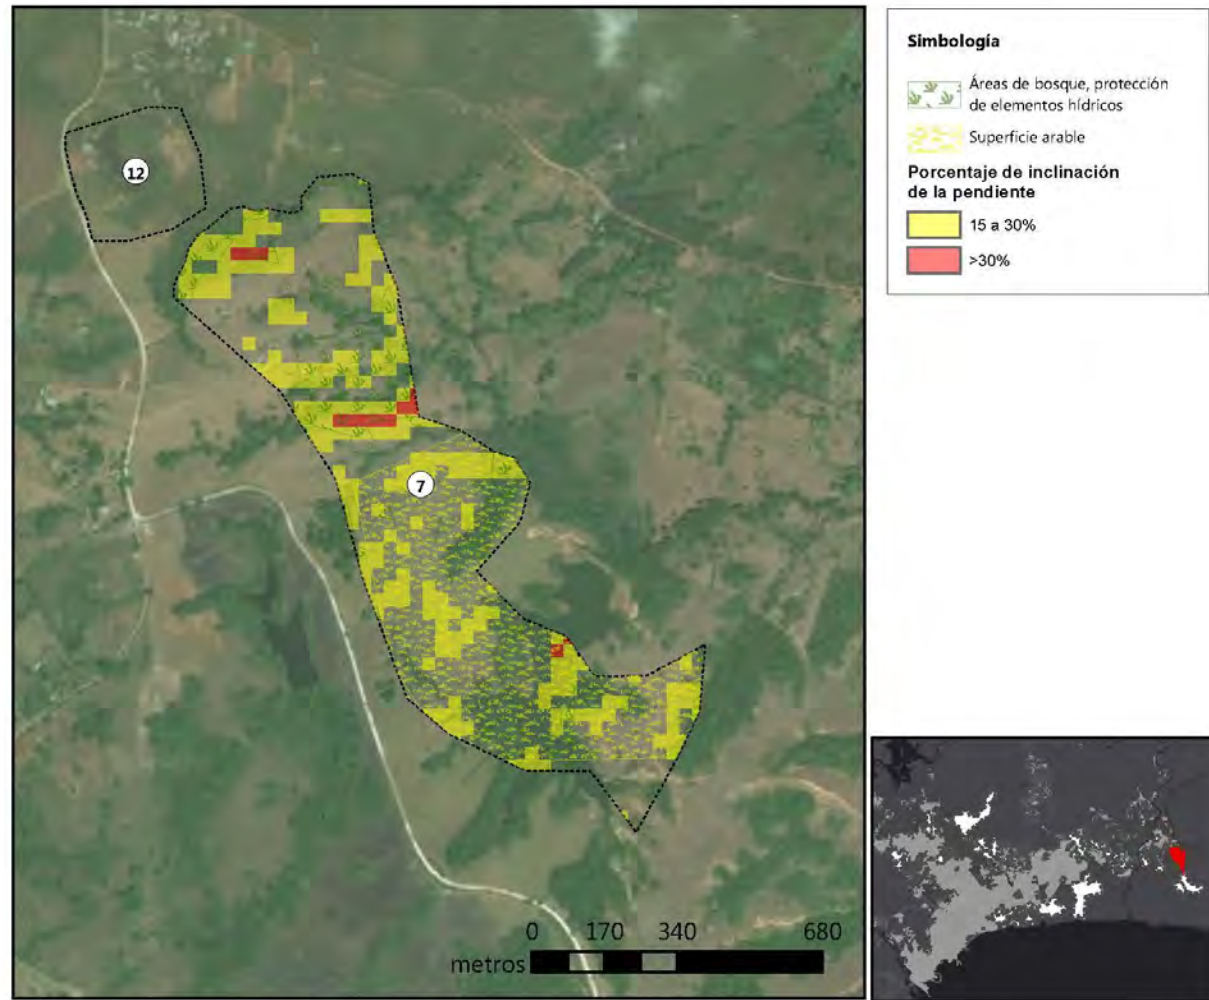 Simbología
Áreas de bosque, protección
de elementos hídricos
Superficie arable
Porcentaje de inclinación
de la pendiente
15 a 30%
>30%
12
7
0 170 340 680
metros